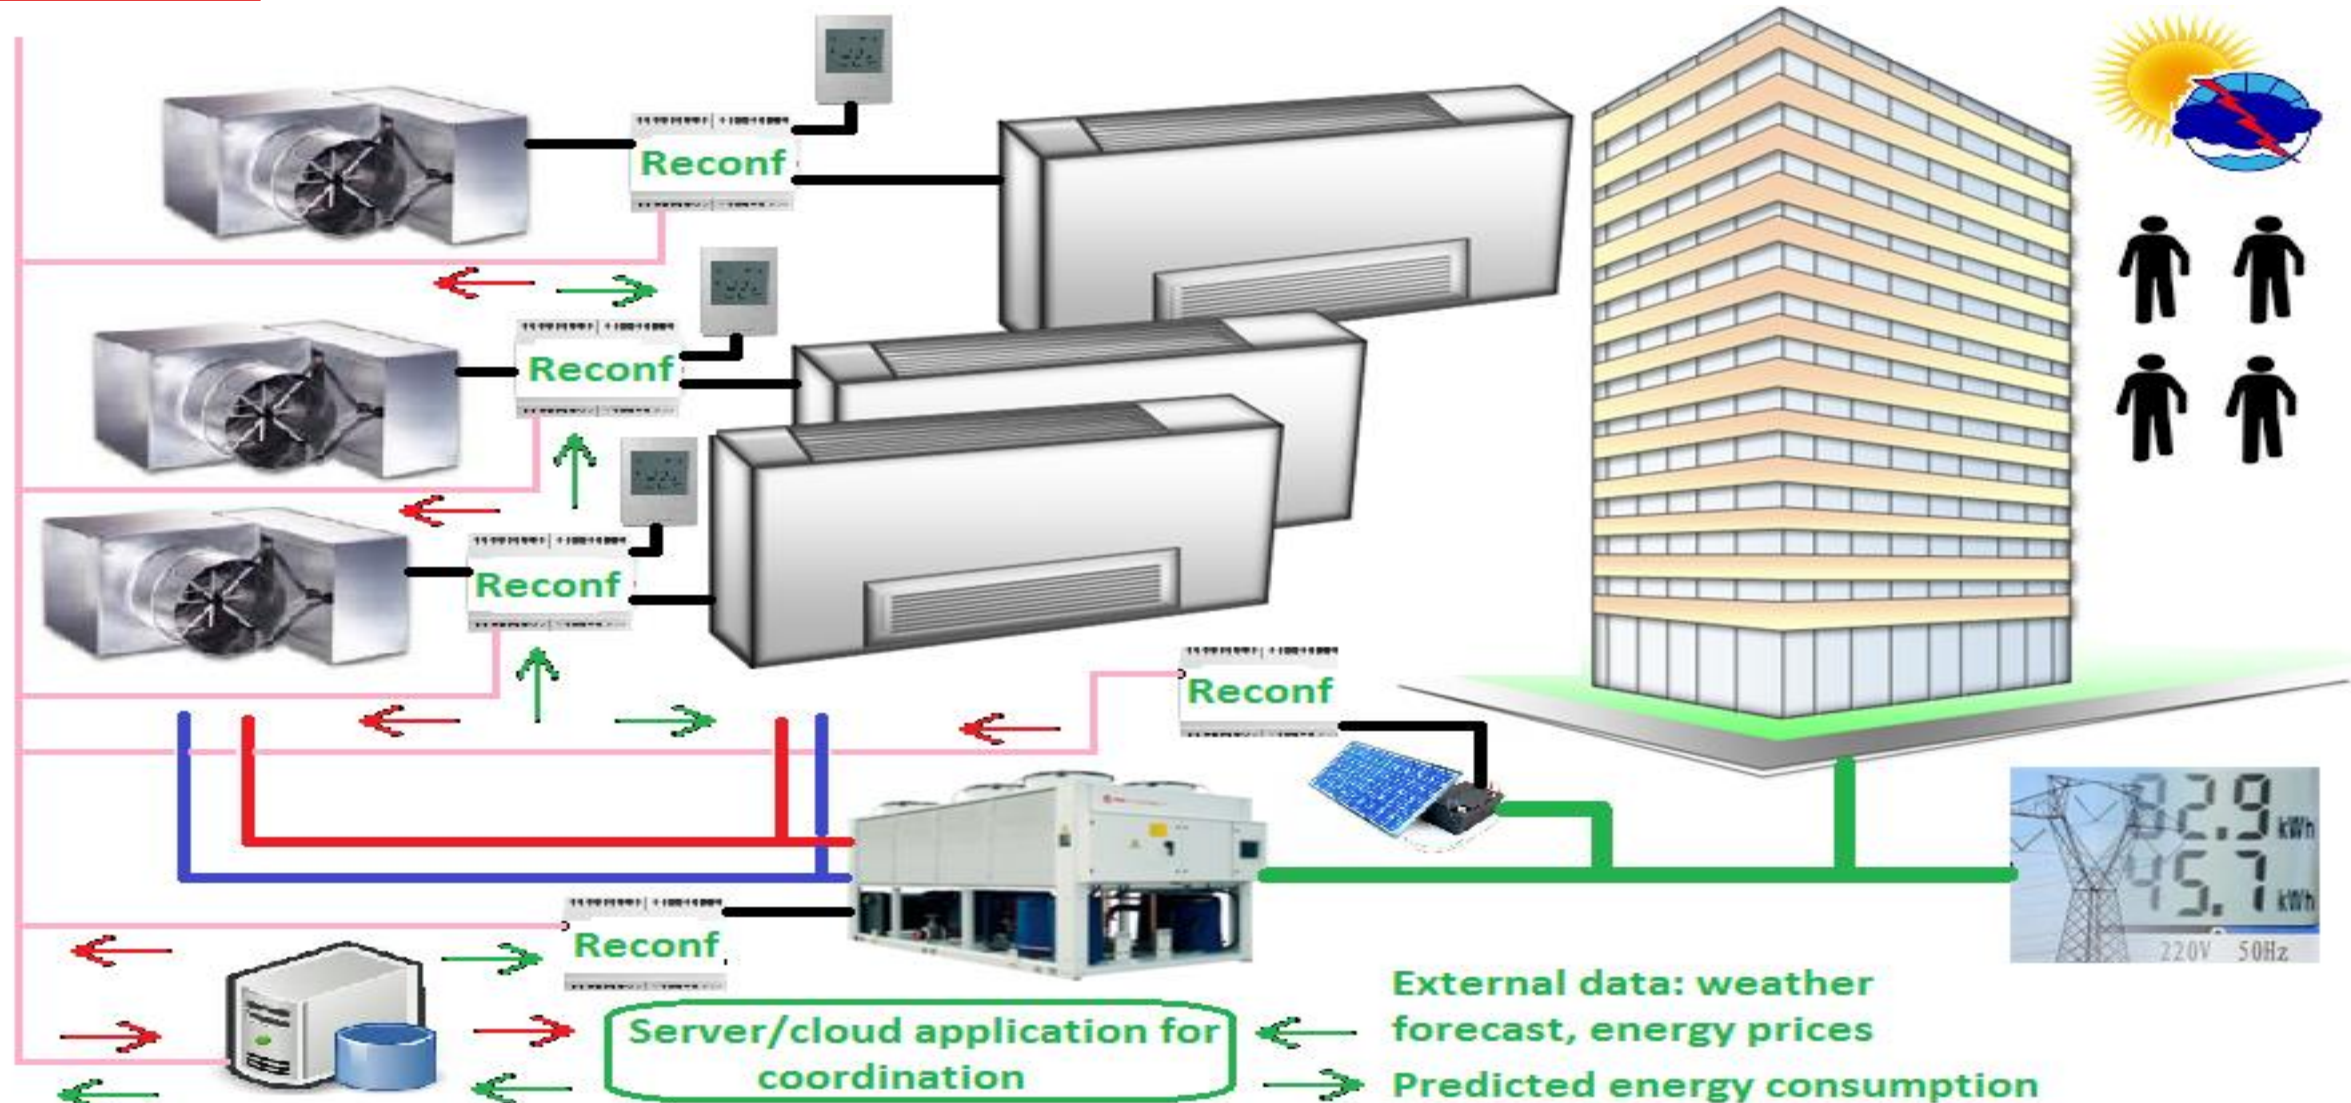 Reconf
Reconf
Reconf
Reconf
Reconf
82.9 kWh
45.7 kWh
220V 50Hz
Server/cloud application for
coordination
External data: weather
forecast, energy prices
Predicted energy consumption